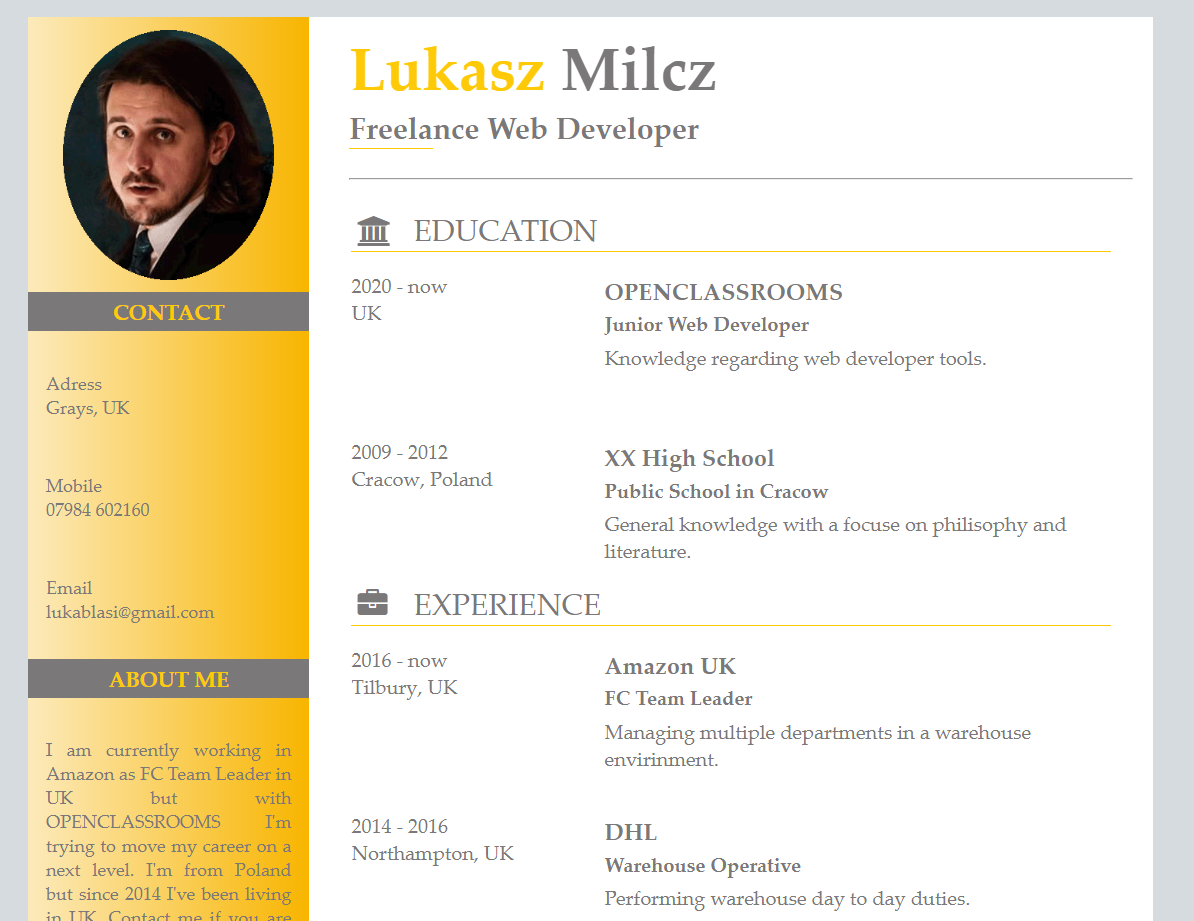 CONTACT
Adress
Grays, UK
Mobile
07984 602160
Email
lukablasi@gmail.com
ABOUT ME
I am currently working in
Amazon as FC Team Leader in
UK but with
OPENCLASSROOMS I'm
trying to move my career on a
next level. I'm from Poland
but since 2014 I've been living
in UK. Contact me if you are
Lukasz Milcz
Freelance Web Developer
EDUCATION
2020 - now
UK
OPENCLASSROOMS
Junior Web Developer
Knowledge regarding web developer tools.
2009 - 2012
Cracow, Poland
XX High School
Public School in Cracow
General knowledge with a focuse on philisophy and
literature.
EXPERIENCE
2016 - now
Tilbury, UK
Amazon UK
FC Team Leader
Managing multiple departments in a warehouse
envirinment.
2014 - 2016
Northampton, UK
DHL
Warehouse Operative
Performing warehouse day to day duties.